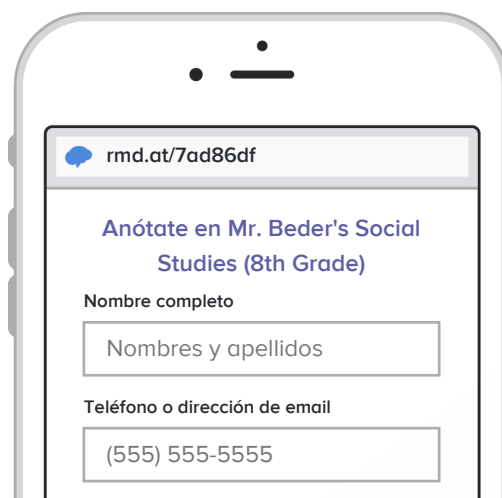 rmd.at/7ad86df
Anótate en Mr. Beder's Social
Studies (8th Grade)
Nombre completo
Nombres y apellidos
Teléfono o dirección de email
(555) 555-5555